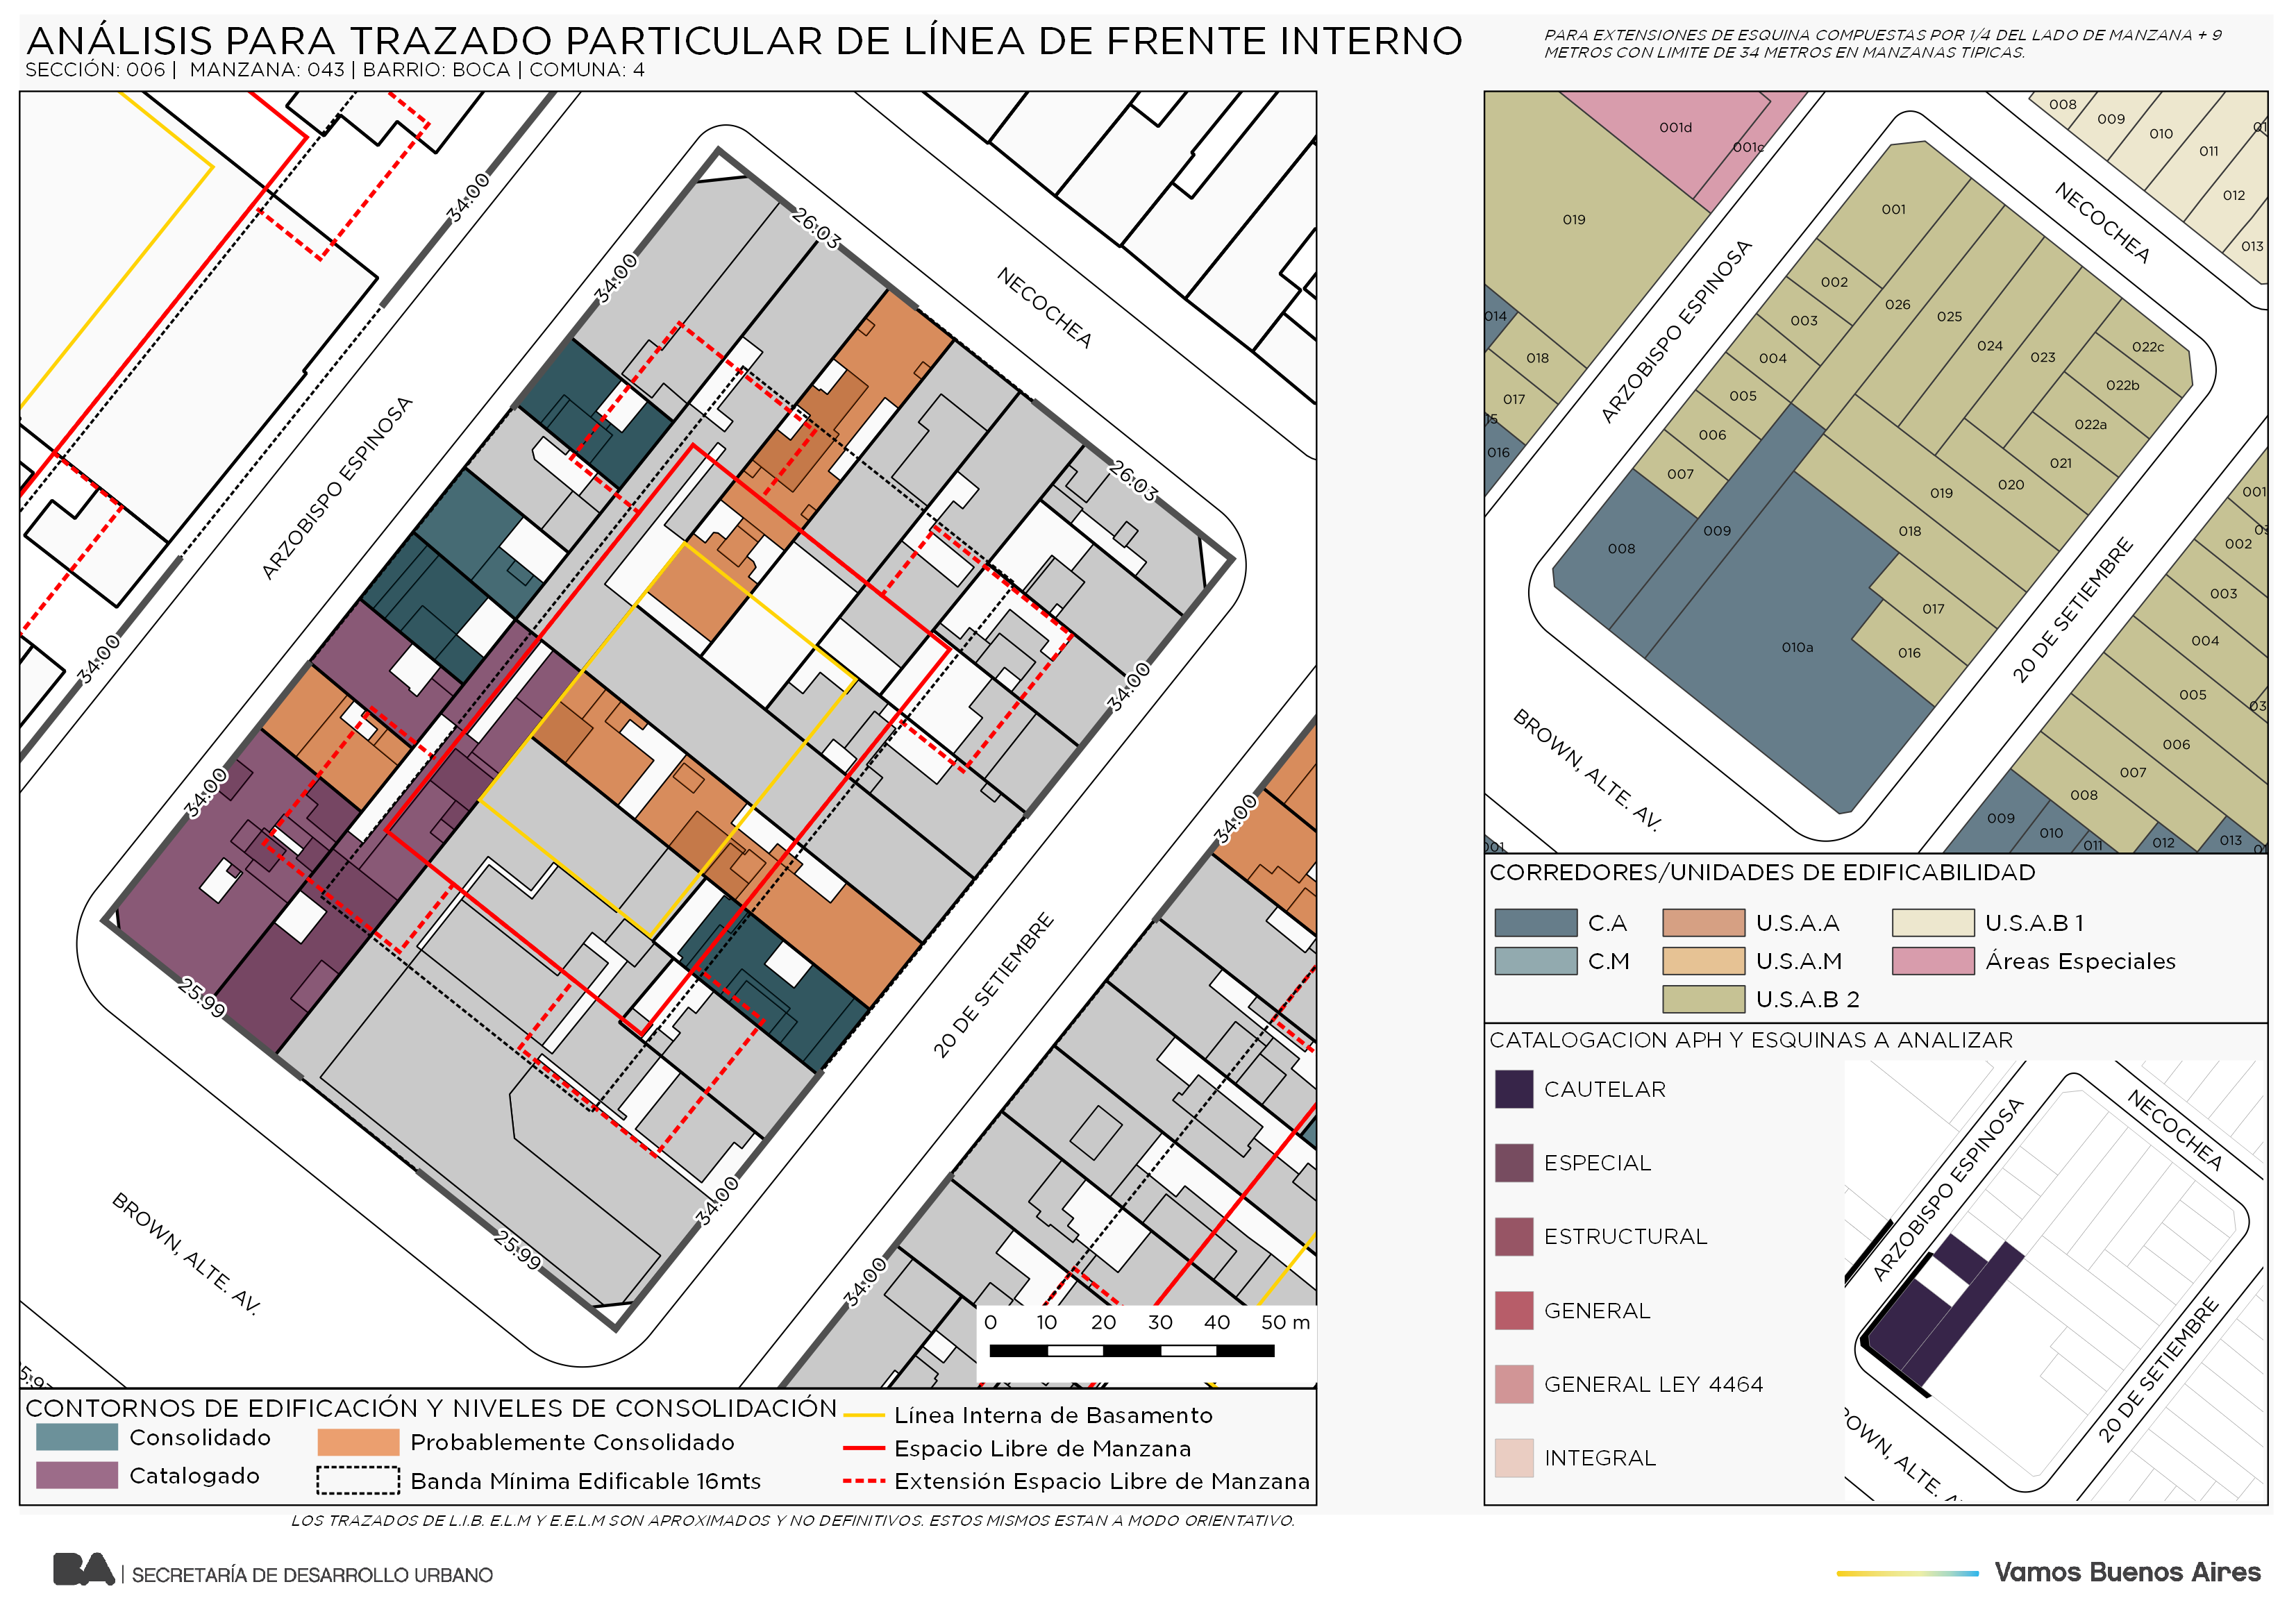 ANÁLISIS PARA TRAZADO PARTICULAR DE LÍNEA DE FRENTE INTERNO
SECCIÓN: 006 | MANZANA: 043 | BARRIO: BOCA | COMUNA: 4
PARA EXTENSIONES DE ESQUINA COMPUESTAS POR 1/4 DEL LADO DE MANZANA + 9
METROS CON LIMITE DE 34 METROS EN MANZANAS TIPICAS.
34:00
26:03
34:00
NECOCHEA
ARZOBISPO ESPINOSA
26:03
34:00
34:00
34:00
34:00
25:99
20 DE SETIEMBRE
34:00
25:99
34:00
BROWN, ALTE. AV.
0 10 20 30 40 50 m
CONTORNOS DE EDIFICACIÓN Y NIVELES DE CONSOLIDACIÓN
Consolidado
Catalogado
Probablemente Consolidado
Banda Mínima Edificable 16mts
Línea Interna de Basamento
Espacio Libre de Manzana
Extensión Espacio Libre de Manzana
LOS TRAZADOS DE L.I.B. E.L.M Y E.E.L.M SON APROXIMADOS Y NO DEFINITIVOS. ESTOS MISMOS ESTAN A MODO ORIENTATIVO.
001d
001c
019
014
018
017
016
008
009
010
011
012
013
NECOCHEA
ARZOBISPO ESPINOSA
001
002
003
004
005
006
007
008
009
010a
026
025
024
023
022c
022b
022a
021
020
019
018
017
016
20 DE SETIEMBRE
BROWN, ALTE. AV.
001
002
003
004
005
006
007
008
009
010
011
012
013
CORREDORES/UNIDADES DE EDIFICABILIDAD
C.A
C.M
U.S.A.A
U.S.A.M
U.S.A.B 2
U.S.A.B 1
Áreas Especiales
CATALOGACION APH Y ESQUINAS A ANALIZAR
CAUTELAR
ESPECIAL
ESTRUCTURAL
GENERAL
GENERAL LEY 4464
INTEGRAL
ARZOBISPO ESPINOSA
NECOCHEA
20 DE SETIEMBRE
OWN, ALTE.
BA | SECRETARÍA DE DESARROLLO URBANO
Vamos Buenos Aires